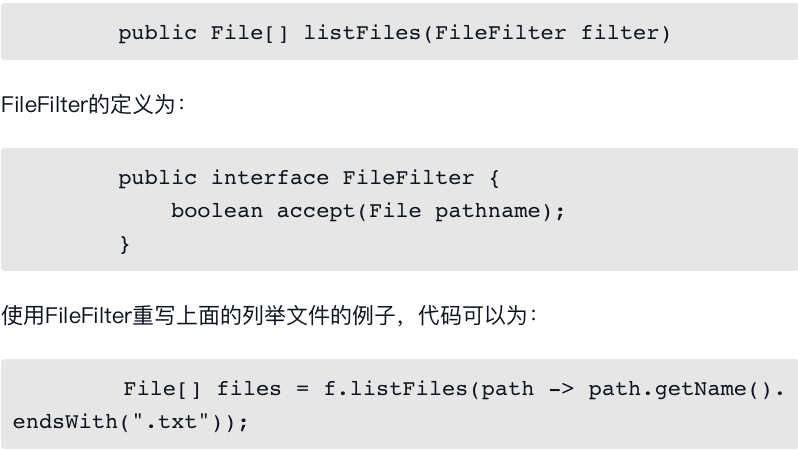 public File[] listFiles(FileFilter filter)
FileFilter的定义为：
public interface FileFilter {
    boolean accept(File pathname);
}
使用FileFilter重写上面的列举文件的例子，代码可以为：
File[] files = f.listFiles(path -> path.getName().
endsWith(".txt"));